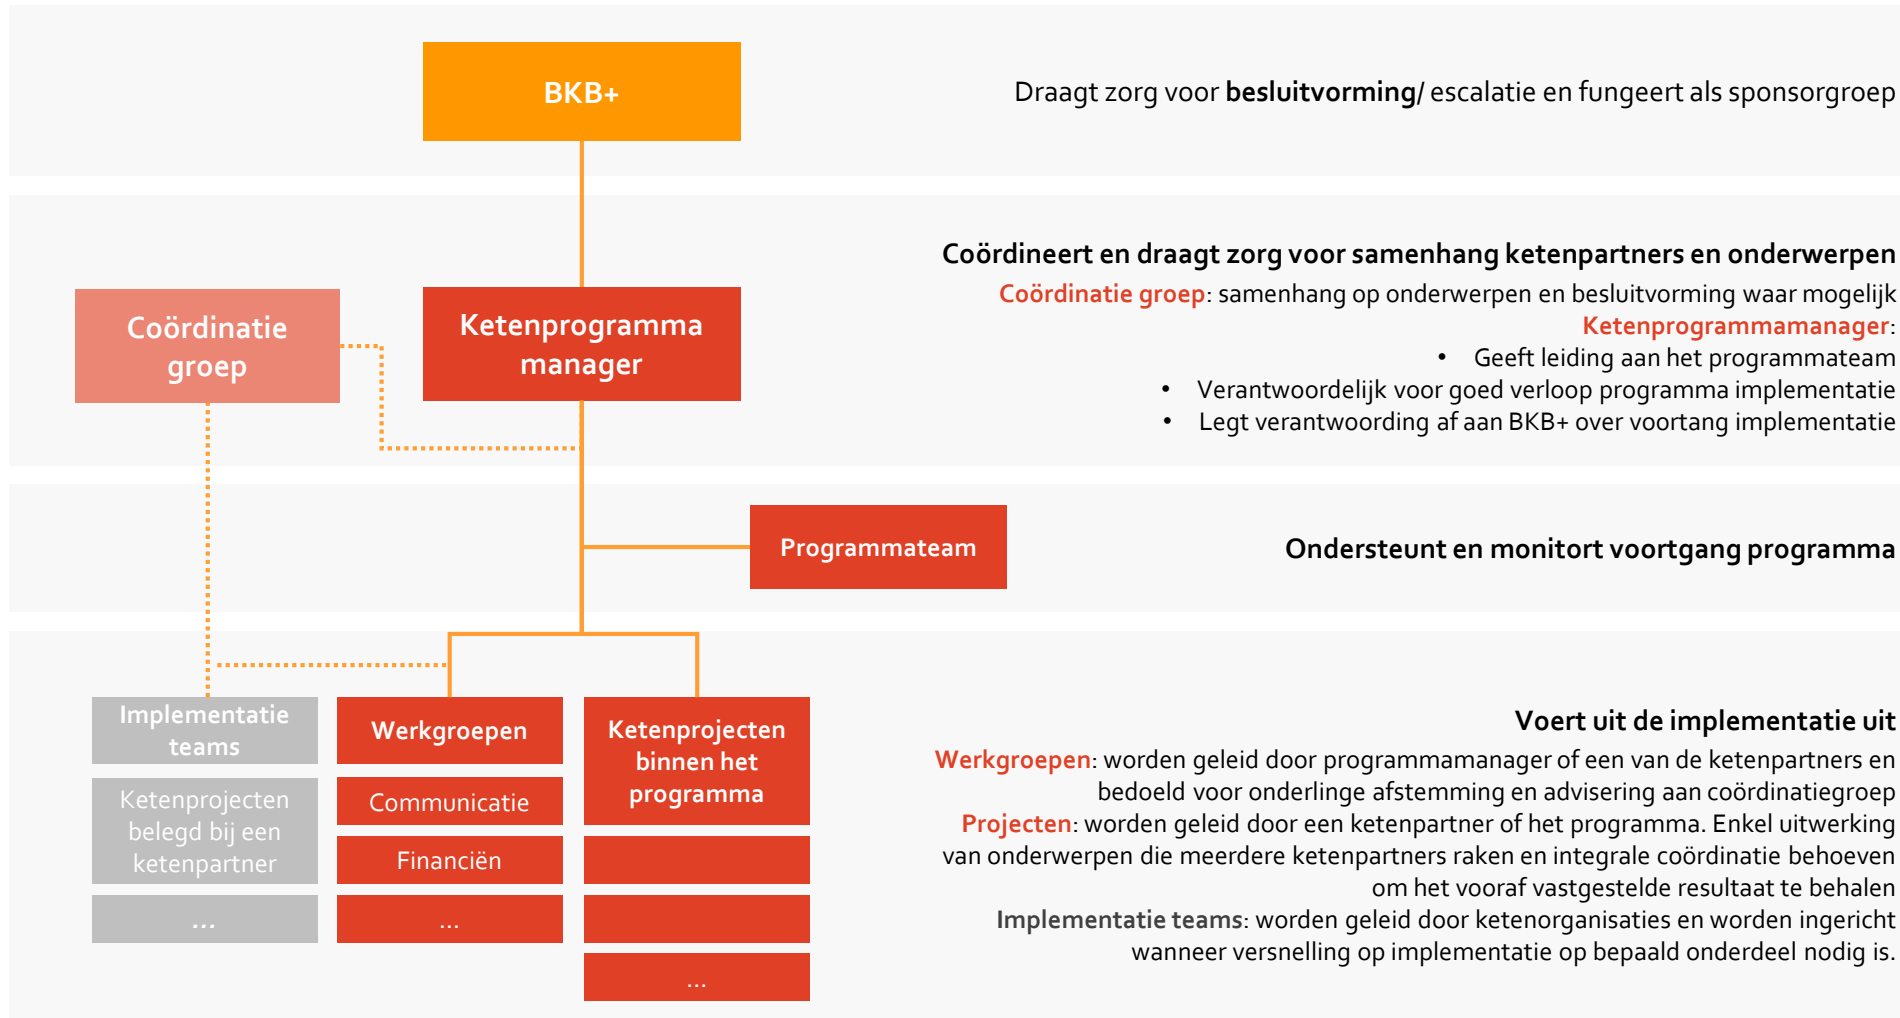 BKB+
Draagt zorg voor besluitvorming/ escalatie en fungeert als sponsorgroep
Coördinatie
groep
Ketenprogramma
manager
Coördineert en draagt zorg voor samenhang ketenpartners en onderwerpen
Coördinatie groep: samenhang op onderwerpen en besluitvorming waar mogelijk
Ketenprogrammamanager:
• Geeft leiding aan het programmateam
• Verantwoordelijk voor goed verloop programma implementatie
• Legt verantwoording af aan BKB+ over voortang implementatie
Programmateam
Ondersteunt en monitort voortgang programma
Implementatie
teams
Ketenprojecten
belegd bij een
ketenpartner
...
Werkgroepen
Communicatie
Financiën
...
Ketenprojecten
binnen het
programma
...
Voert uit de implementatie uit
Werkgroepen: worden geleid door programmamanager of een van de ketenpartners en
bedoeld voor onderlinge afstemming en advisering aan coördinatiegroep
Projecten: worden geleid door een ketenpartner of het programma. Enkel uitwerking
van onderwerpen die meerdere ketenpartners raken en integrale coördinatie behoeven
om het vooraf vastgestelde resultaat te behalen
Implementatie teams: worden geleid door ketenorganisaties en worden ingericht
wanneer versnelling op implementatie op bepaald onderdeel nodig is.